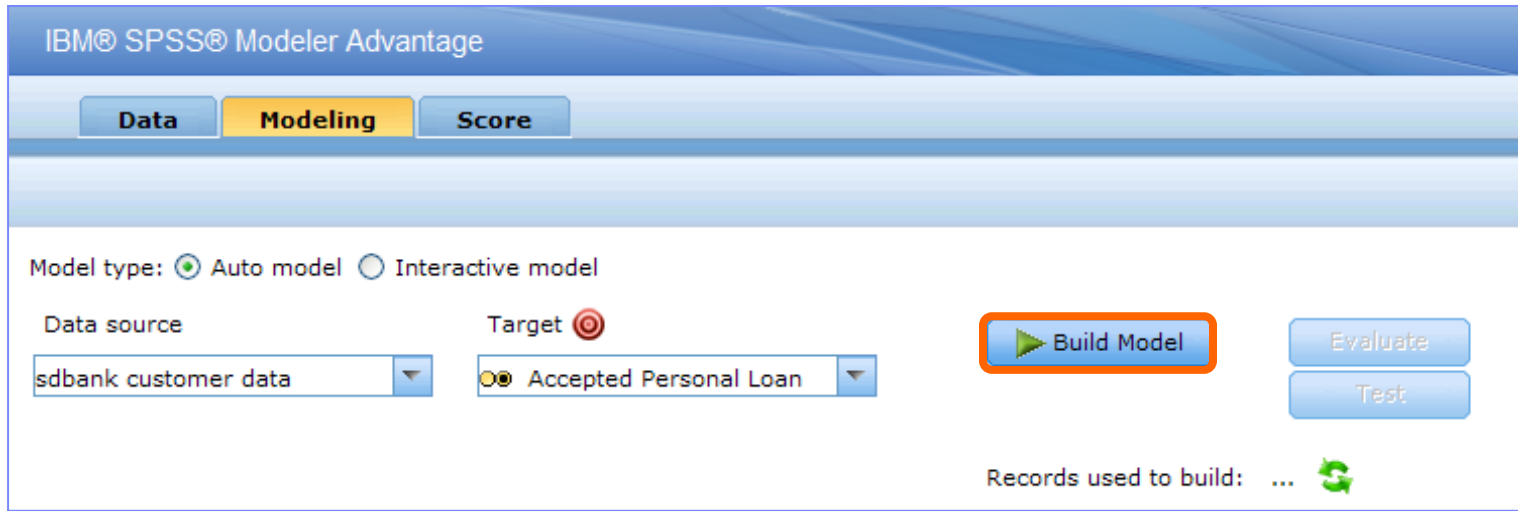 IBM® SPSS® Modeler Advantage
Data Modeling Score
Model type: Auto model Interactive model
Data source Target
sdbank customer data Accepted Personal Loan
Build Model
Evaluate
Test
Records used to build: ...